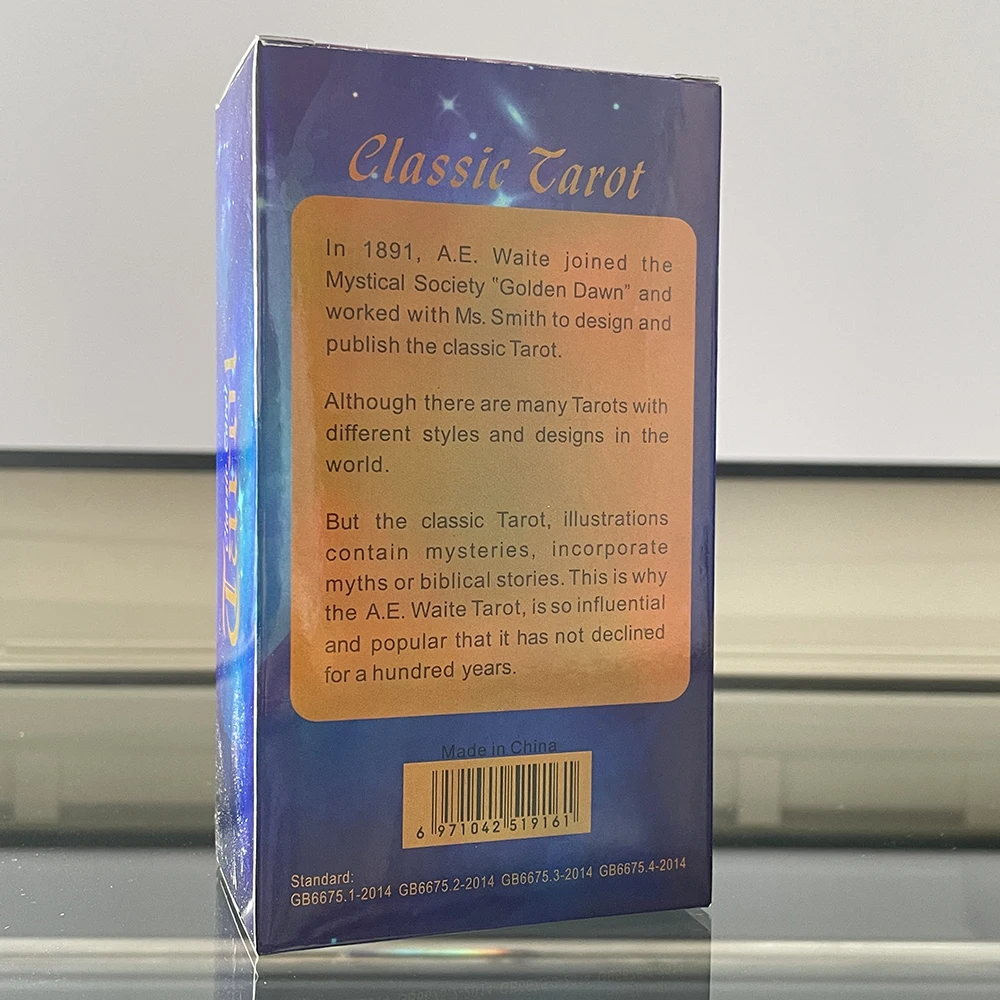 Classic Tarot
In 1891, A.E. Waite joined the
Mystical Society "Golden Dawn" and
worked with Ms. Smith to design and
publish the classic Tarot.
Although there are many Tarots with
different styles and designs in the
world.
But the classic Tarot, illustrations
contain mysteries, incorporate
myths or biblical stories. This is why
the A.E. Waite Tarot, is so influential
and popular that it has not declined
for a hundred years.
Made in China
6 971042 519161
Standard:
GB6675.1-2014 GB6675.2-2014 GB6675.3-2014 GB6675.4-2014